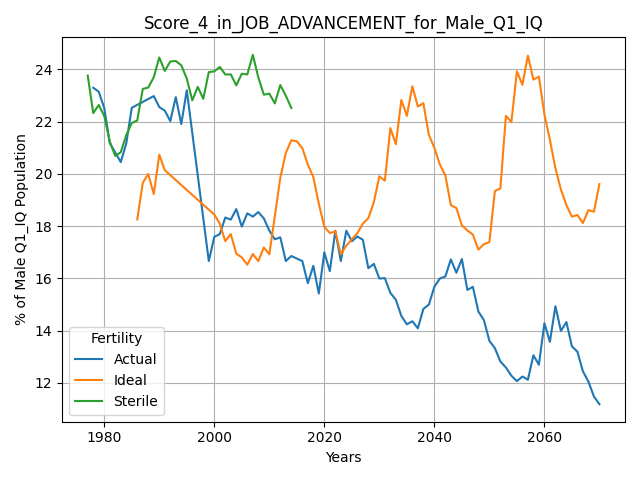 Score_4_in_JOB_ADVANCEMENT_for_Male_Q1_IQ
% of Male Q1_IQ Population
24
22
20
18
16
14
12
Fertility
Actual
Ideal
Sterile
1980 2000 2020 2040 2060
Years